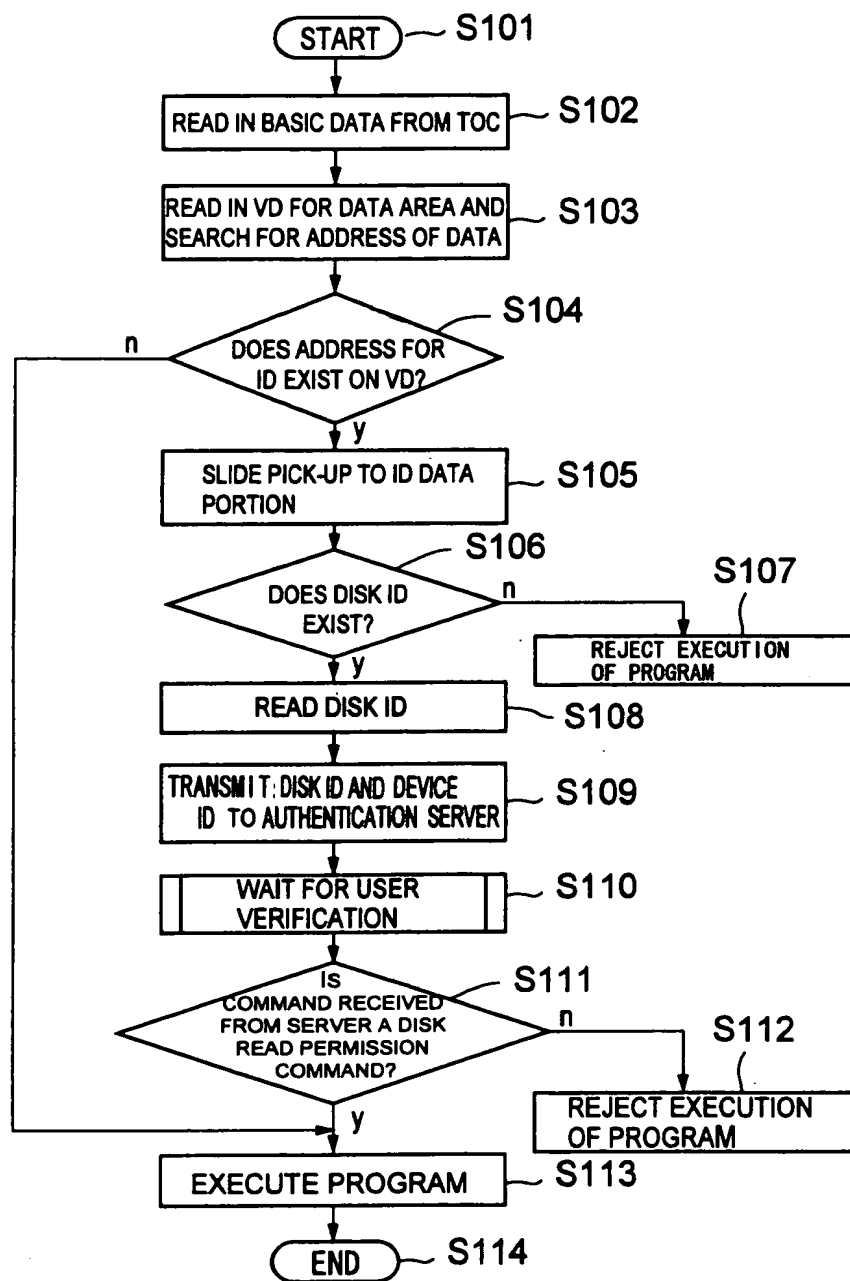 START
S101
READ IN BASIC DATA FROM TOC
S102
READ IN VD FOR DATA AREA AND
SEARCH FOR ADDRESS OF DATA
S103
S104
n
DOES ADDRESS FOR
ID EXIST ON VD?
y
SLIDE PICK-UP TO ID DATA
PORTION
S105
S106
DOES DISK ID
EXIST?
n
S107
REJECT EXECUTION
OF PROGRAM
y
READ DISK ID
S108
TRANSMIT:DISK ID AND DEVICE
ID TO AUTHENTICATION SERVER
S109
WAIT FOR USER
VERIFICATION
S110
Is
COMMAND RECEIVED
FROM SERVER A DISK
READ PERMISSION
COMMAND?
S111
n
S112
REJECT EXECUTION
OF PROGRAM
y
EXECUTE PROGRAM
S113
END
S114